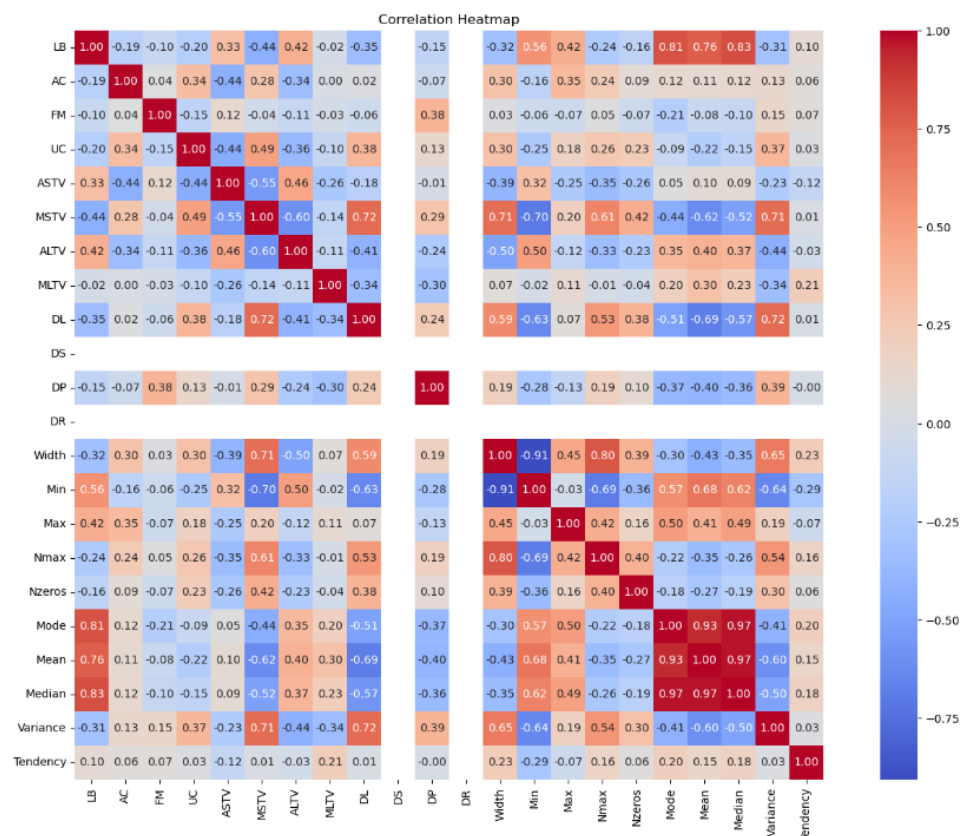 Correlation Heatmap
LB 1.00 -0.19 -0.10 -0.20 0.33 -0.44 0.42 -0.02 -0.35 -0.15 -0.32 0.56 0.42 -0.24 -0.16 0.81 0.76 0.83 -0.31 0.10
AC -0.19 1.00 0.04 0.34 -0.44 0.28 -0.34 0.00 0.02 -0.07 0.30 -0.16 0.35 0.24 0.09 0.12 0.11 0.12 0.13 0.06
FM -0.10 0.04 1.00 -0.15 0.12 -0.04 -0.11 -0.03 -0.06 0.38 0.03 -0.06 -0.07 0.05 -0.07 -0.21 -0.08 -0.10 0.15 0.07
UC -0.20 0.34 -0.15 1.00 -0.44 0.49 -0.36 -0.10 0.38 0.13 0.30 -0.25 0.18 0.26 0.23 -0.09 -0.22 -0.15 0.37 0.03
ASTV 0.33 -0.44 0.12 -0.44 1.00 -0.55 0.46 -0.26 -0.18 -0.01 -0.39 0.32 -0.25 -0.35 -0.26 0.05 0.10 0.09 -0.23 -0.12
MSTV -0.44 0.28 -0.04 0.49 -0.55 1.00 -0.60 -0.14 0.72 0.29 0.71 -0.70 0.20 0.61 0.42 -0.44 -0.62 -0.52 0.71 0.01
ALTV 0.42 -0.34 -0.11 -0.36 0.46 -0.60 1.00 -0.11 -0.41 -0.24 -0.50 0.50 -0.12 -0.33 -0.23 0.35 0.40 0.37 -0.44 -0.03
MLTV -0.02 0.00 -0.03 -0.10 -0.26 -0.14 -0.11 1.00 -0.34 -0.30 0.07 -0.02 0.11 -0.01 -0.04 0.20 0.30 0.23 -0.34 0.21
DL -0.35 0.02 -0.06 0.38 -0.18 0.72 -0.41 -0.34 1.00 0.24 0.59 -0.63 0.07 0.53 0.38 -0.51 -0.69 -0.57 0.72 0.01
DS
DP -0.15 -0.07 0.38 0.13 -0.01 0.29 -0.24 -0.30 0.24 1.00 0.19 -0.28 -0.13 0.19 0.10 -0.37 -0.40 -0.36 0.39 -0.00
DR
Width -0.32 0.30 0.03 0.30 -0.39 0.71 -0.50 0.07 0.59 0.19 1.00 -0.91 0.45 0.80 0.39 -0.30 -0.43 -0.35 0.65 0.23
Min 0.56 -0.16 -0.06 -0.25 0.32 -0.70 0.50 -0.02 -0.63 -0.28 -0.91 1.00 -0.03 -0.69 -0.36 0.57 0.68 0.62 -0.64 -0.29
Max 0.42 0.35 -0.07 0.18 -0.25 0.20 -0.12 0.11 0.07 -0.13 0.45 -0.03 1.00 0.42 0.16 0.50 0.41 0.49 0.19 -0.07
Nmax -0.24 0.24 0.05 0.26 -0.35 0.61 -0.33 -0.01 0.53 0.19 0.80 -0.69 0.42 1.00 0.40 -0.22 -0.35 -0.26 0.54 0.16
Nzeros -0.16 0.09 -0.07 0.23 -0.26 0.42 -0.23 -0.04 0.38 0.10 0.39 -0.36 0.16 0.40 1.00 -0.18 -0.27 -0.19 0.30 0.06
Mode 0.81 0.12 -0.21 -0.09 0.05 -0.44 0.35 0.20 -0.51 -0.37 -0.30 0.57 0.50 -0.22 -0.18 1.00 0.93 0.97 -0.41 0.20
Mean 0.76 0.11 -0.08 -0.22 0.10 -0.62 0.40 0.30 -0.69 -0.40 -0.43 0.68 0.41 -0.35 -0.27 0.93 1.00 0.97 -0.60 0.15
Median 0.83 0.12 -0.10 -0.15 0.09 -0.52 0.37 0.23 -0.57 -0.36 -0.35 0.62 0.49 -0.26 -0.19 0.97 0.97 1.00 -0.50 0.18
Variance -0.31 0.13 0.15 0.37 -0.23 0.71 -0.44 -0.34 0.72 0.39 0.65 -0.64 0.19 0.54 0.30 -0.41 -0.60 -0.50 1.00 0.03
Tendency 0.10 0.06 0.07 0.03 -0.12 0.01 -0.03 0.21 0.01 -0.00 0.23 -0.29 -0.07 0.16 0.06 0.20 0.15 0.18 0.03 1.00
LB AC FM UC ASTV MSTV ALTV MLTV DL DS DP DR Width Min Max Nmax Nzeros Mode Mean Median Variance Tendency
1.00
0.75
0.50
0.25
0.00
−0.25
−0.50
−0.75